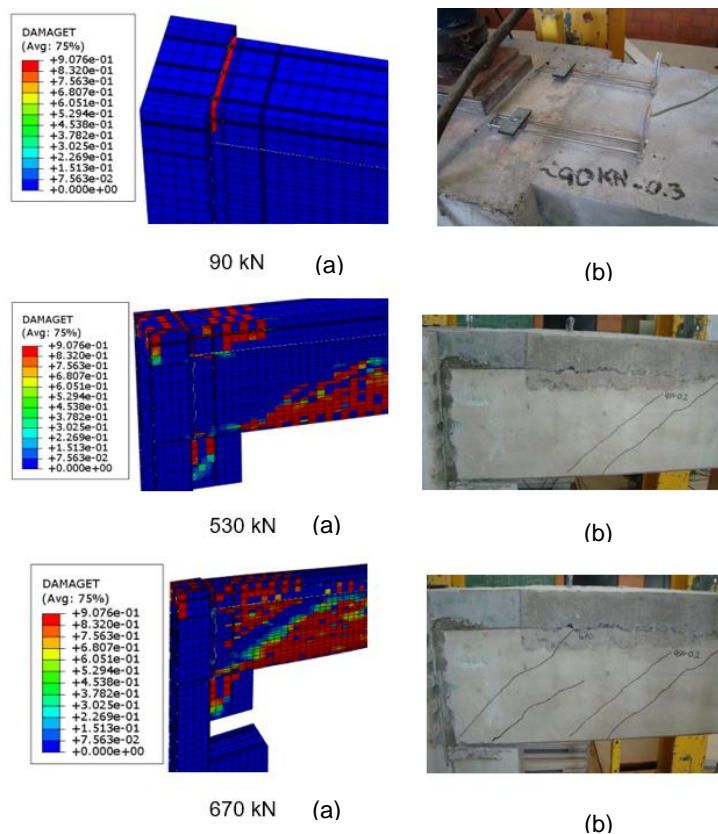 DAMAGET
(Avg: 75%)
+9.076e-01
+8.320e-01
+7.563e-01
+6.807e-01
+6.051e-01
+5.294e-01
+4.538e-01
+3.782e-01
+3.025e-01
+2.269e-01
+1.513e-01
+7.563e-02
+0.000e+00
90 KN-0.3
90 kN (a)
(b)
DAMAGET
(Avg: 75%)
+9.076e-01
+8.320e-01
+7.563e-01
+6.807e-01
+6.051e-01
+5.294e-01
+4.538e-01
+3.782e-01
+3.025e-01
+2.269e-01
+1.513e-01
+7.563e-02
+0.000e+00
530 kN (a)
(b)
DAMAGET
(Avg: 75%)
+9.076e-01
+8.320e-01
+7.563e-01
+6.807e-01
+6.051e-01
+5.294e-01
+4.538e-01
+3.782e-01
+3.025e-01
+2.269e-01
+1.513e-01
+7.563e-02
+0.000e+00
670 kN (a)
(b)